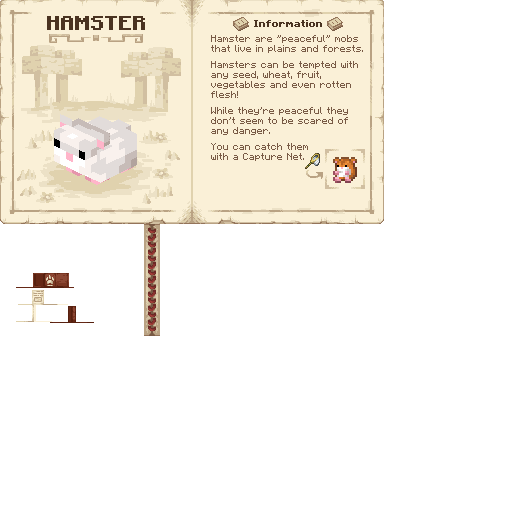 HAMSTER
Information
Hamster are "peaceful" mobs
that live in plains and forests.
Hamsters can be tempted with
any seed, wheat, fruit,
vegetables and even rotten
flesh!
While they're peaceful they
don't seem to be scared of
any danger.
You can catch them
with a Capture Net.